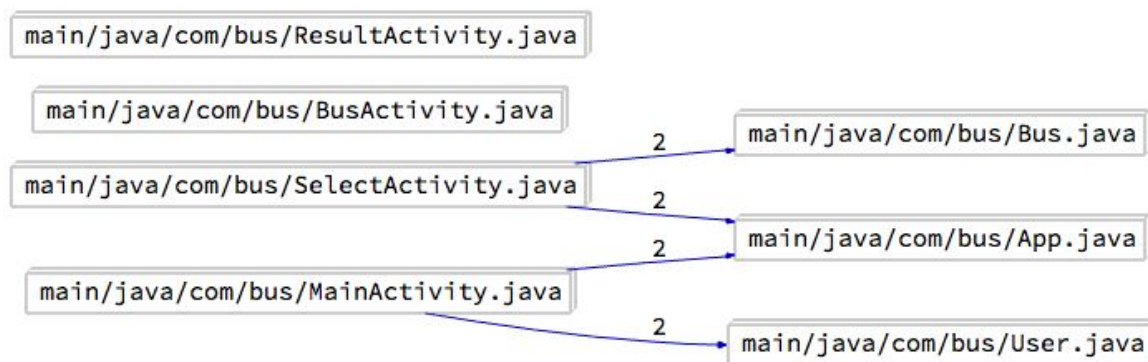 main/java/com/bus/ResultActivity.java
main/java/com/bus/BusActivity.java
main/java/com/bus/SelectActivity.java
main/java/com/bus/MainActivity.java
2
2
2
2
main/java/com/bus/Bus.java
main/java/com/bus/App.java
main/java/com/bus/User.java